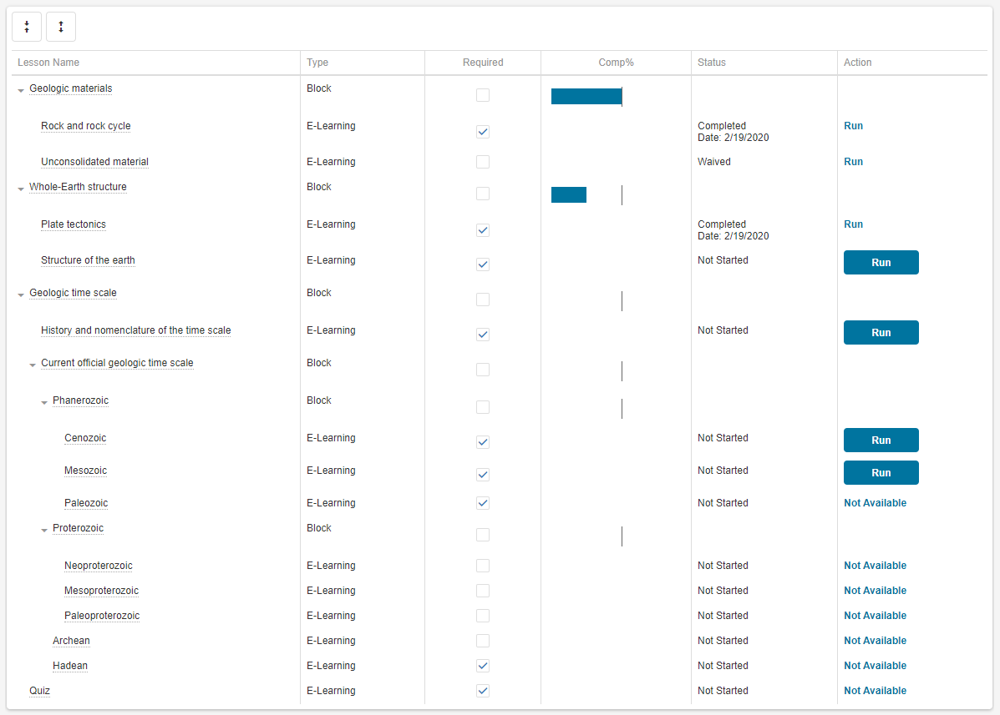 Lesson Name Type Required Comp% Status Action
Geologic materials Block
Rock and rock cycle E-Learning Completed Run
Date: 2/19/2020
Unconsolidated material E-Learning Waived Run
Whole-Earth structure Block
Plate tectonics E-Learning Completed Run
Date: 2/19/2020
Structure of the earth E-Learning Not Started Run
Geologic time scale Block
History and nomenclature of the time scale E-Learning Not Started Run
Current official geologic time scale Block
Phanerozoic Block
Cenozoic E-Learning Not Started Run
Mesozoic E-Learning Not Started Run
Paleozoic E-Learning Not Started Not Available
Proterozoic Block
Neoproterozoic E-Learning Not Started Not Available
Mesoproterozoic E-Learning Not Started Not Available
Paleoproterozoic E-Learning Not Started Not Available
Archean E-Learning Not Started Not Available
Hadean E-Learning Not Started Not Available
Quiz E-Learning Not Started Not Available